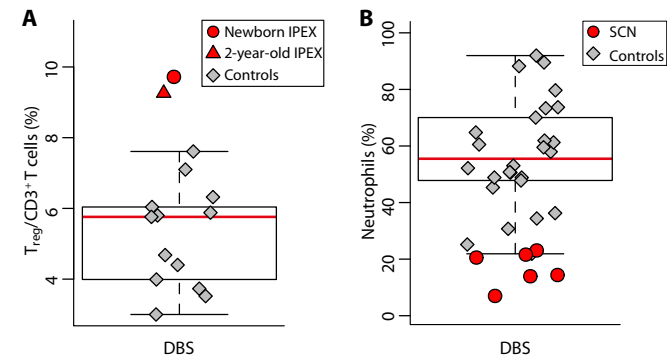 A
Newborn IPEX
2-year-old IPEX
Controls
Treg/CD3+ T cells (%)
10
8
6
4
DBS
B
SCN
Controls
Neutrophils (%)
100
80
60
40
20
0
DBS